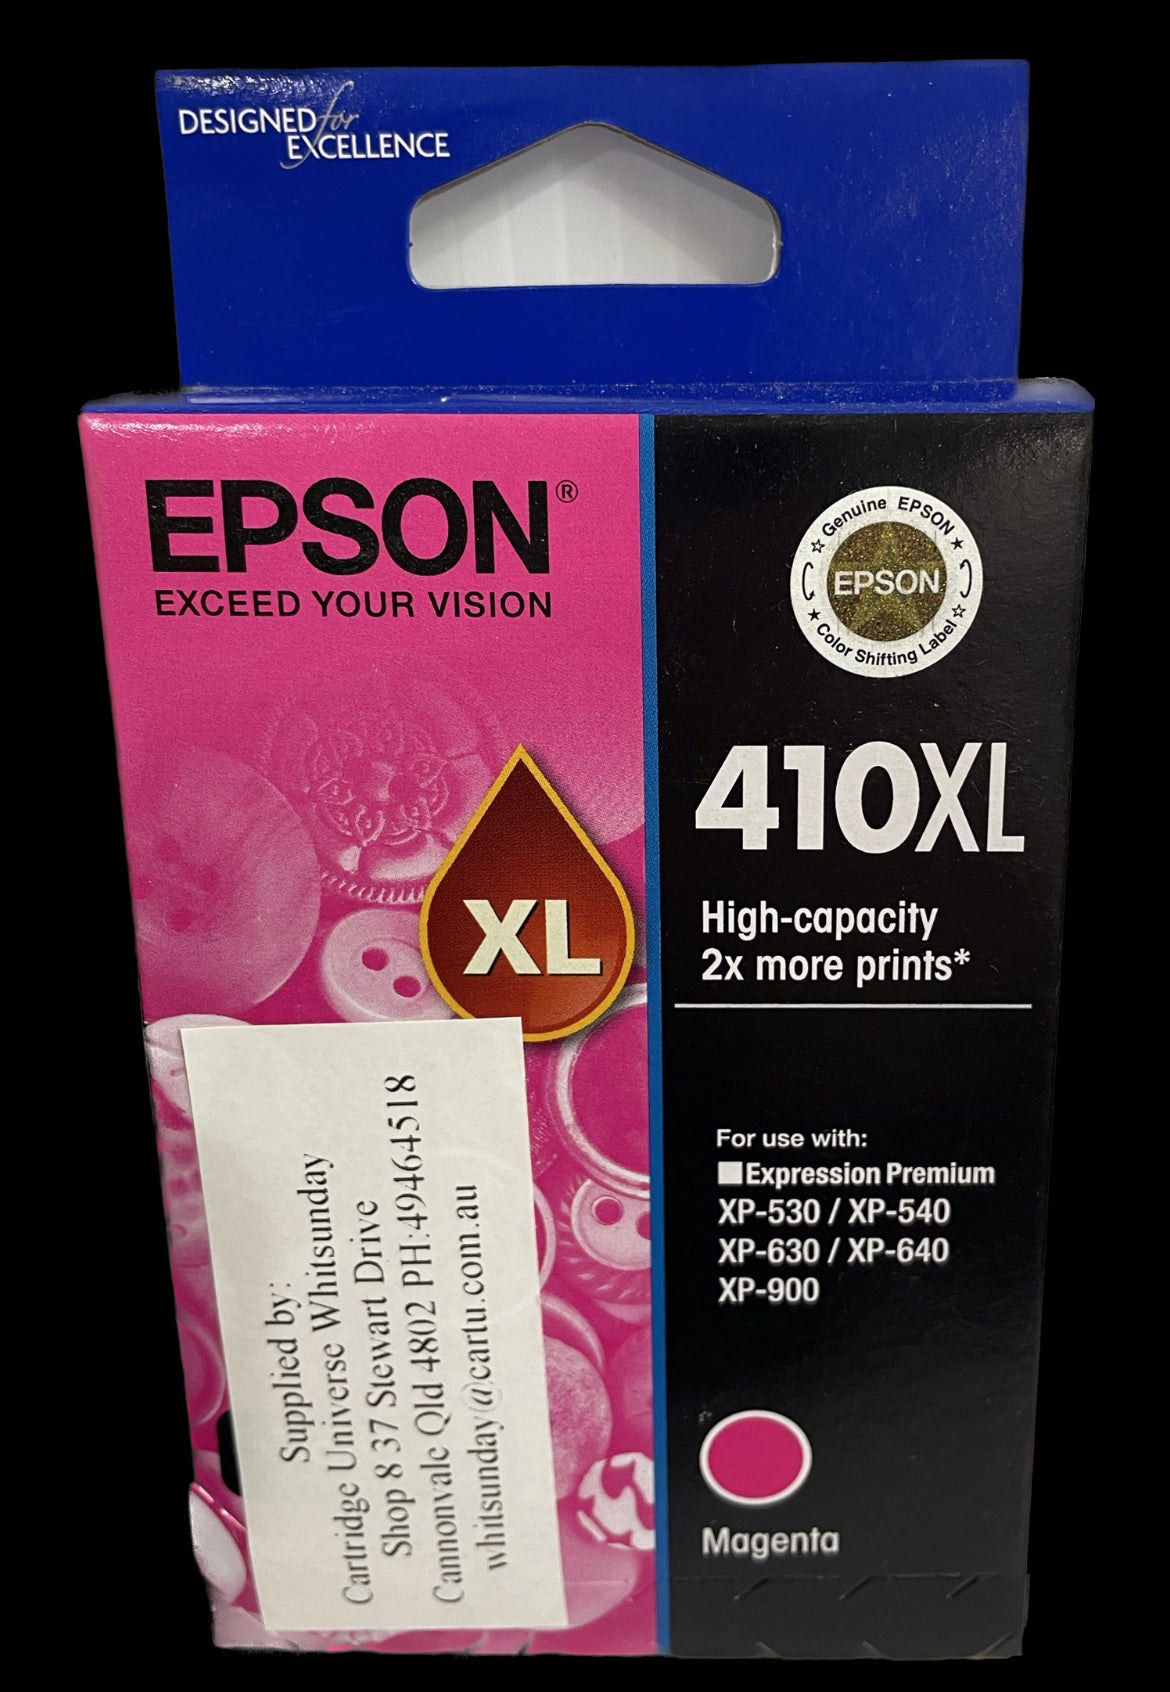 DESIGNED for
EXCELLENCE
EPSON®
EXCEED YOUR VISION
Genuine EPSON
EPSON
Color Shifting Label
410XL
XL
High-capacity
2x more prints*
For use with:
Expression Premium
XP-530 / XP-540
XP-630 / XP-640
XP-900
Magenta
Supplied by:
Cartridge Universe Whitsunday
Shop 8 37 Stewart Drive
Cannonvale Qld 4802 PH:49464518
whitsunday@cartu.com.au